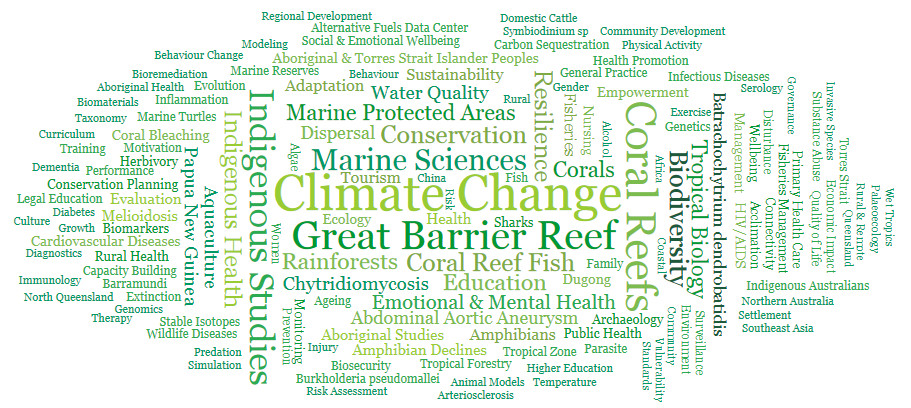 Regional Development
Domestic Cattle
Alternative Fuels Data Center
Symbiodinium sp
Community Development
Modeling
Social & Emotional Wellbeing
Carbon Sequestration
Physical Activity
Behaviour Change
Aboriginal & Torres Strait Islander Peoples
Health Promotion
Bioremediation
Marine Reserves
Behaviour
Sustainability
General Practice
Infectious Diseases
Aboriginal Health
Evolution
Adaptation
Water Quality
Rural
Resilience
Gender
Empowerment
Serology
Biomaterials
Inflammation
Indigenous Studies
Marine Protected Areas
Fisheries
Coral Reefs
Exercise
Batrachochytrium dendrobatidis
Governance
Invasive Species
Taxonomy
Marine Turtles
Indigenous Health
Dispersal
Conservation
Nursing
Alcohol
Genetics
Management
Disturbance
Substance Abuse
Curriculum
Coral Bleaching
Algae
Marine Sciences
Corals
Africa
Biodiversity
Tropical Biology
Wellbeing
Fisheries Management
Primary Health Care
Torres Strait
Training
Motivation
Papua New Guinea
Tourism
China
Fish
Dementia
Herbivory
Performance
Climate Change
Risk
HIV/AIDS
Acclimation
Connectivity
Quality of Life
Economic Impact
Queensland
Rural & Remote
Palaeoecology
Wet Tropics
Conservation Planning
Aquaculture
Legal Education
Evaluation
Culture
Diabetes
Melioidosis
Ecology
Health
Sharks
Growth
Biomarkers
Women
Great Barrier Reef
Coastal
Cardiovascular Diseases
Diagnostics
Rural Health
Rainforests
Coral Reef Fish
Family
Immunology
Capacity Building
Barramundi
Chytridiomycosis
Education
Dugong
Indigenous Australians
North Queensland
Extinction
Ageing
Emotional & Mental Health
Northern Australia
Genomics
Monitoring
Prevention
Abdominal Aortic Aneurysm
Archaeology
Community
Environment
Surveillance
Settlement
Therapy
Stable Isotopes
Southeast Asia
Wildlife Diseases
Aboriginal Studies
Amphibians
Public Health
Predation
Injury
Amphibian Declines
Tropical Zone
Parasite
Standards
Vulnerability
Simulation
Biosecurity
Tropical Forestry
Higher Education
Burkholderia pseudomallei
Animal Models
Temperature
Risk Assessment
Arteriosclerosis